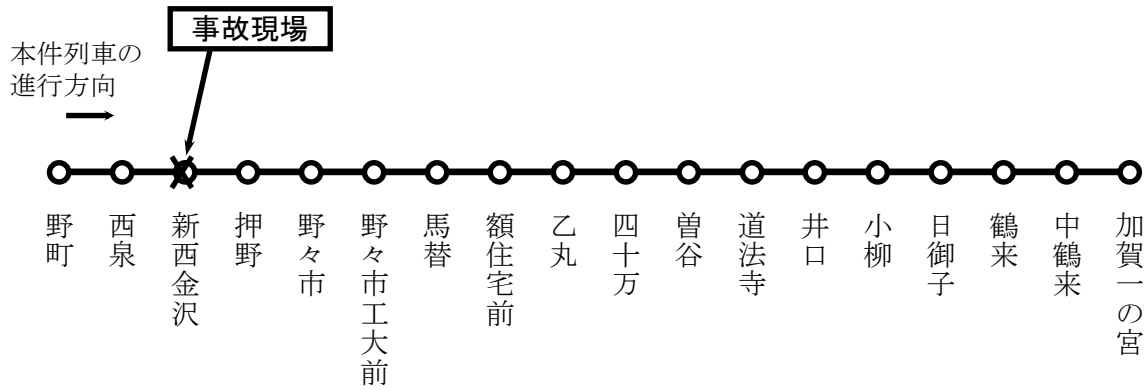 事故現場
本件列車の
進行方向
野町
西泉
新西金沢
押野
野々市
野々市工大前
馬替
額住宅前
乙丸
四十万
曽谷
道法寺
井口
小柳
日御子
鶴来
中鶴来
加賀一の宮